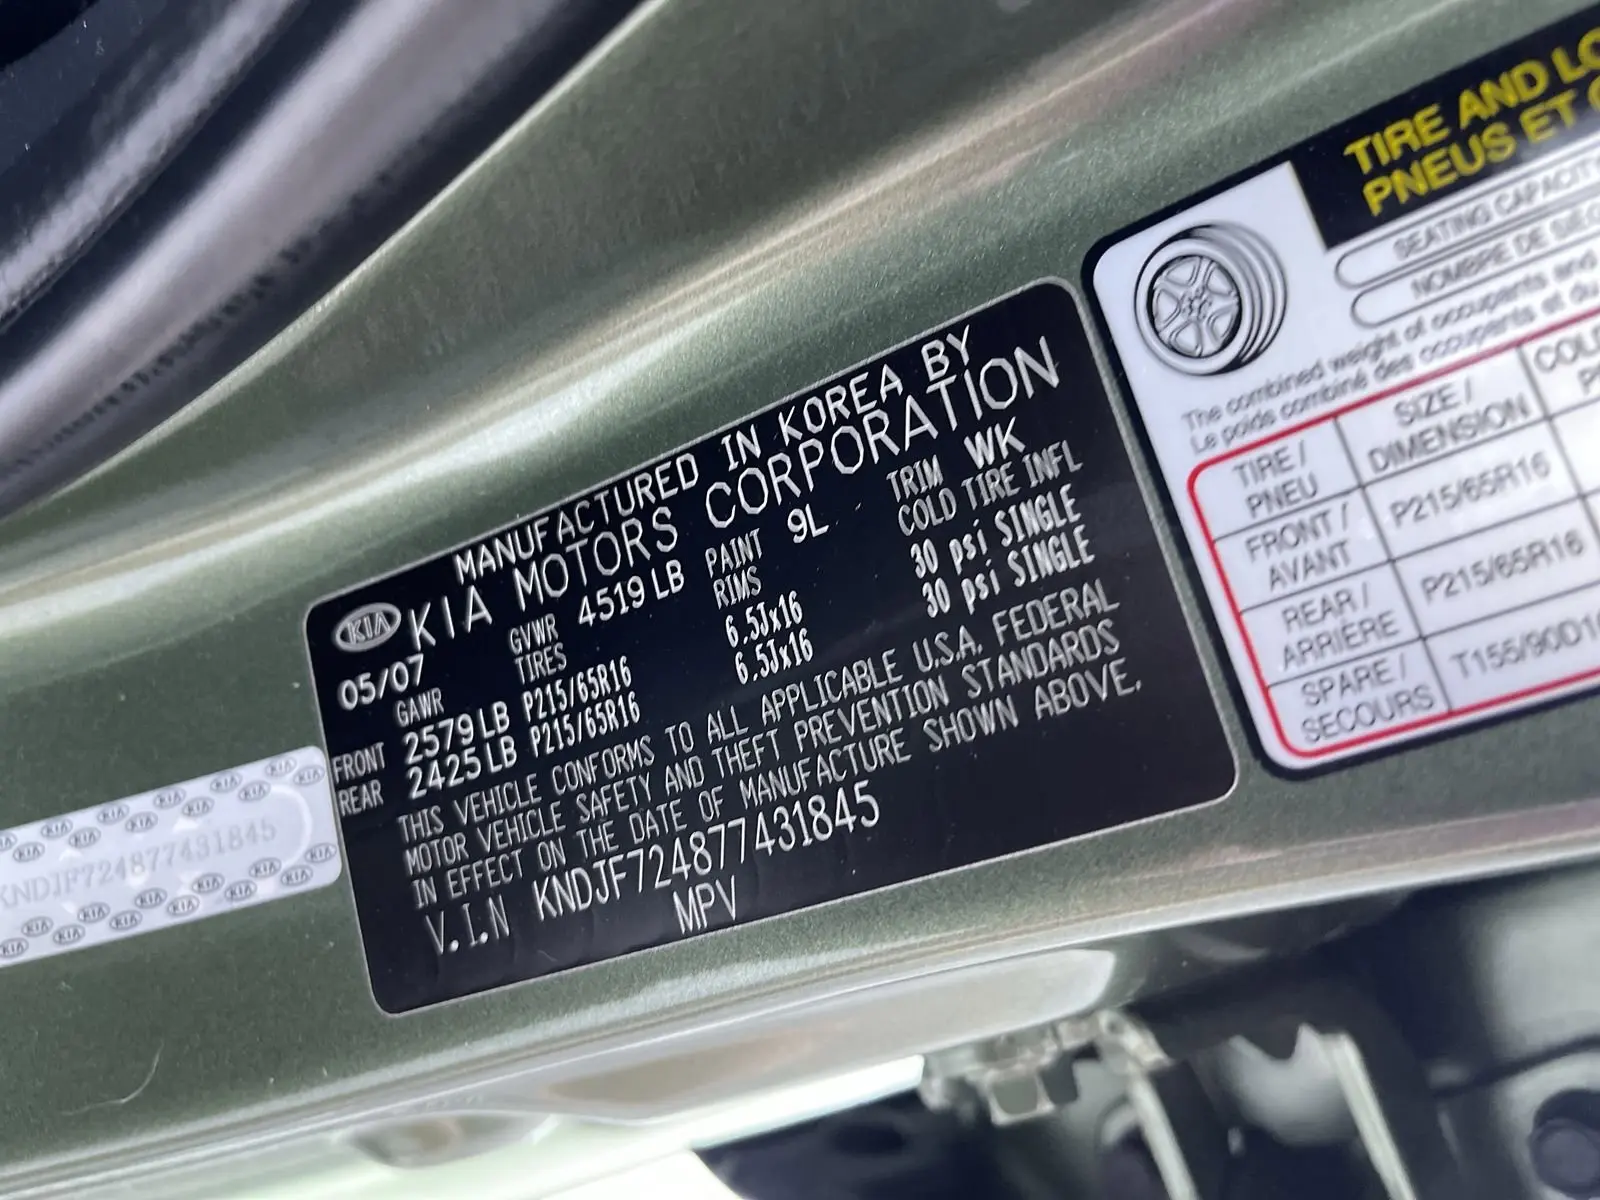 MANUFACTURED IN KOREA BY
KIA KIA MOTORS CORPORATION
05/07 GVWR 4519 LB PAINT 9L TRIM WK
GAWR TIRES RIMS COLD TIRE INFL
FRONT 2579 LB P215/65R16 6.5Jx16 30 psi SINGLE
REAR 2425 LB P215/65R16 6.5Jx16 30 psi SINGLE
THIS VEHICLE CONFORMS TO ALL APPLICABLE U.S.A. FEDERAL
MOTOR VEHICLE SAFETY AND THEFT PREVENTION STANDARDS
IN EFFECT ON THE DATE OF MANUFACTURE SHOWN ABOVE.
V.I.N KNDJF724877431845
MPV
KNDJF724877431845
TIRE AND
PNEUS ET
SEATING CAPACITY
NOMBRE DE
The combined weight of occupants and
Le poids combiné des occupants et du
TIRE / PNEU
SIZE / DIMENSION
FRONT / AVANT
P215/65R16
REAR / ARRIÈRE
P215/65R16
SPARE / SECOURS
T155/90D16